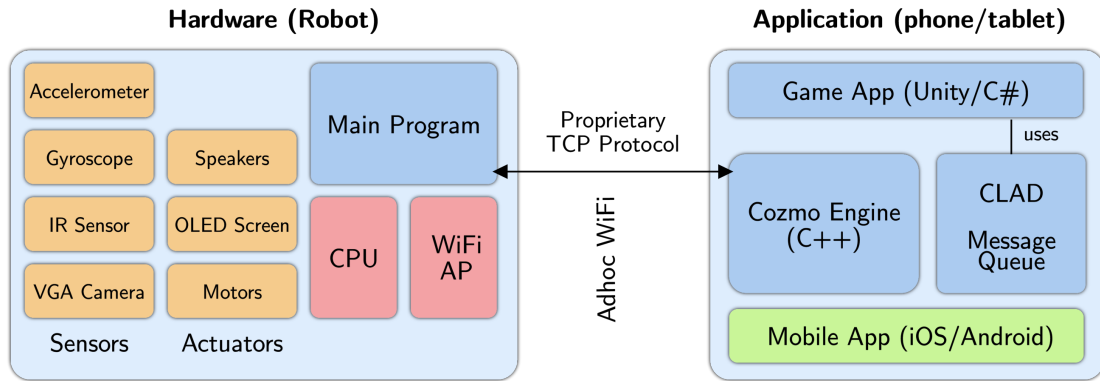 Hardware (Robot)
Application (phone/tablet)
Accelerometer
Gyroscope
IR Sensor
VGA Camera
Sensors
Speakers
OLED Screen
Motors
Actuators
Main Program
CPU
WiFi
AP
Proprietary
TCP Protocol
Adhoc WiFi
Game App (Unity/C#)
uses
Cozmo Engine
(C++)
CLAD
Message
Queue
Mobile App (iOS/Android)